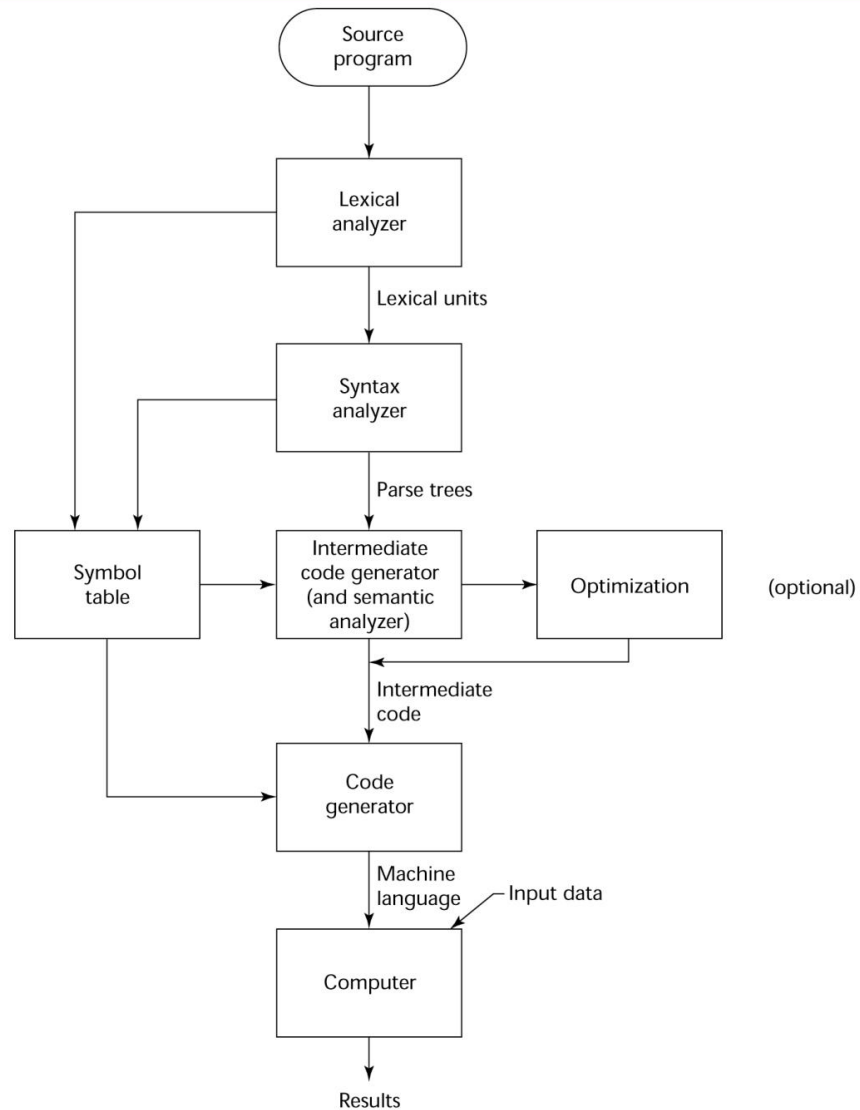 Source
program
Lexical
analyzer
Lexical units
Syntax
analyzer
Parse trees
Symbol
table
Intermediate
code generator
(and semantic
analyzer)
Optimization
(optional)
Intermediate
code
Code
generator
Machine
language
Input data
Computer
Results